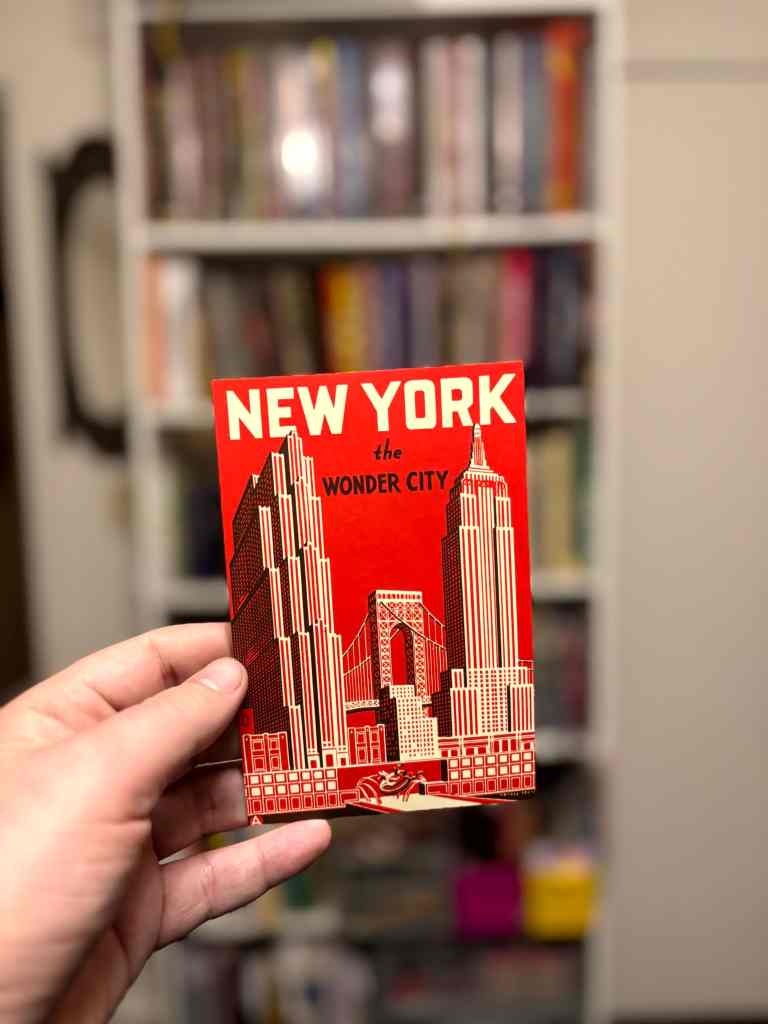 NEW YORK
the
WONDER CITY
A